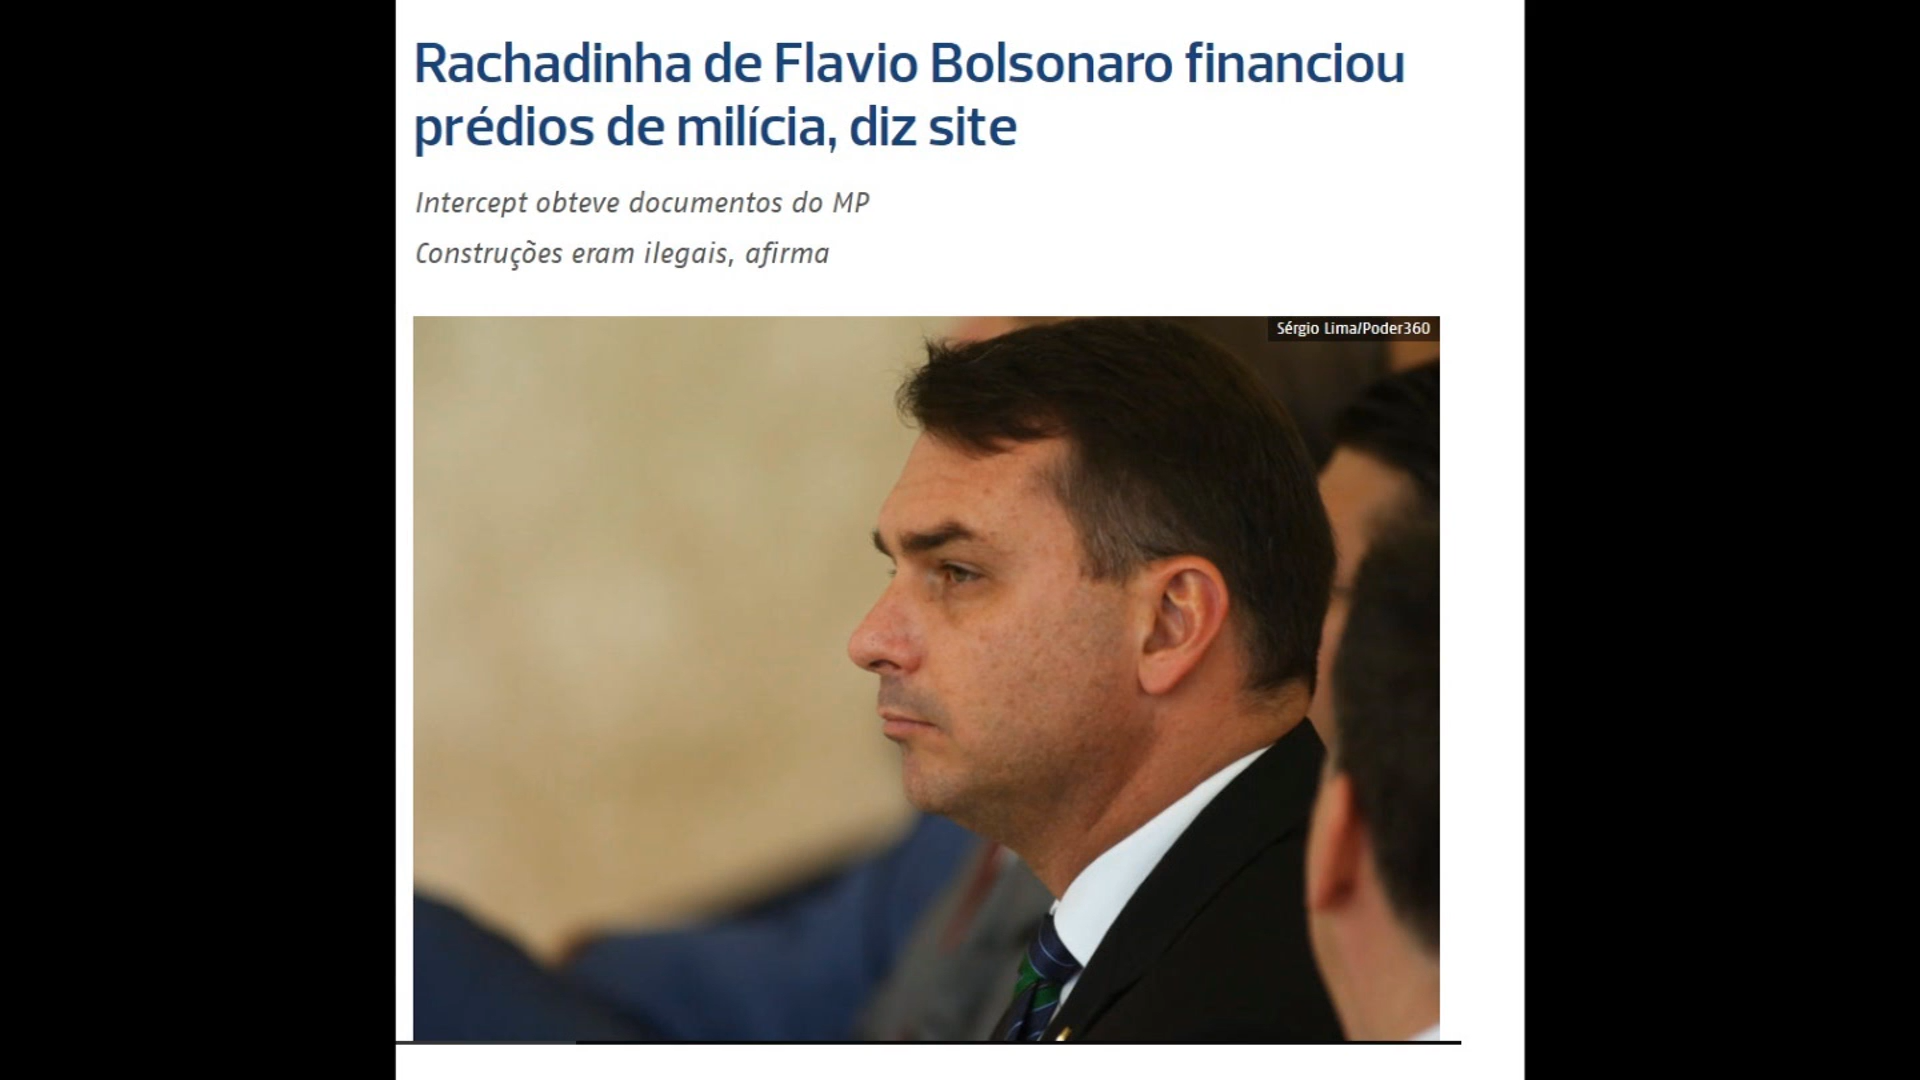 Rachadinha de Flavio Bolsonaro financiou
prédios de milícia, diz site
Intercept obteve documentos do MP
Construções eram ilegais, afirma
Sérgio Lima/Poder360